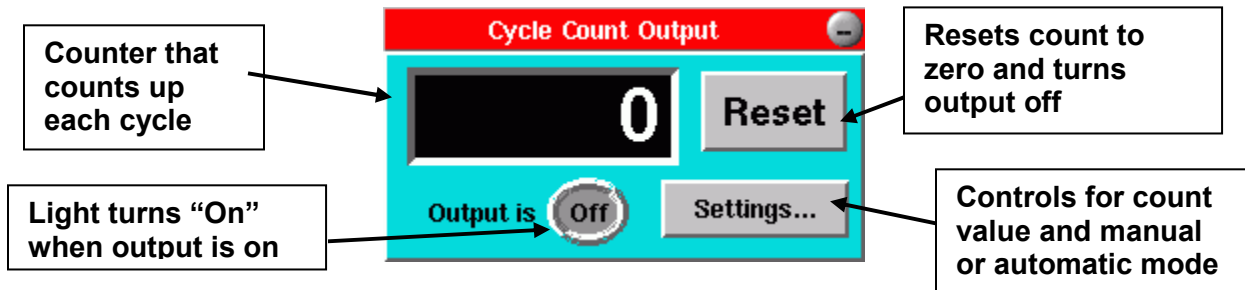 Counter that
counts up
each cycle
Cycle Count Output
0
Reset
Resets count to
zero and turns
output off
Light turns “On”
when output is on
Output is Off
Settings...
Controls for count
value and manual
or automatic mode